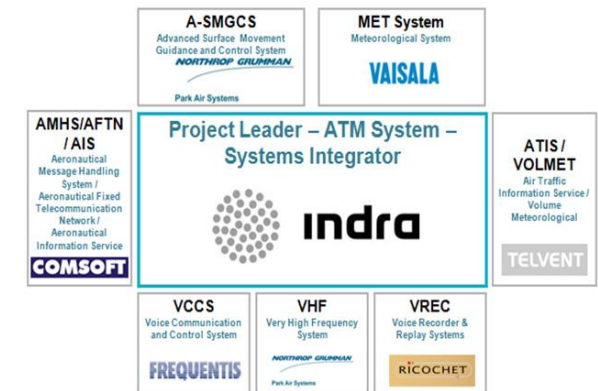 A-SMGCS
Advanced Surface Movement
Guidance and Control System
NORTHROP GRUMMAN
Park Air Systems
MET System
Meteorological System
VAISALA
AMHS/AFTN
/ AIS
Aeronautical
Message Handling
System /
Aeronautical Fixed
Telecommunication
Network /
Aeronautical
Information Service
COMSOFT
Project Leader – ATM System –
Systems Integrator
indra
ATIS /
VOLMET
Air Traffic
Information Service /
Volume
Meteorological
TELVENT
VCCS
Voice Communication
and Control System
FREQUENTIS
VHF
Very High Frequency
System
NORTHROP GRUMMAN
Park Air Systems
VREC
Voice Recorder &
Replay Systems
RICOCHET